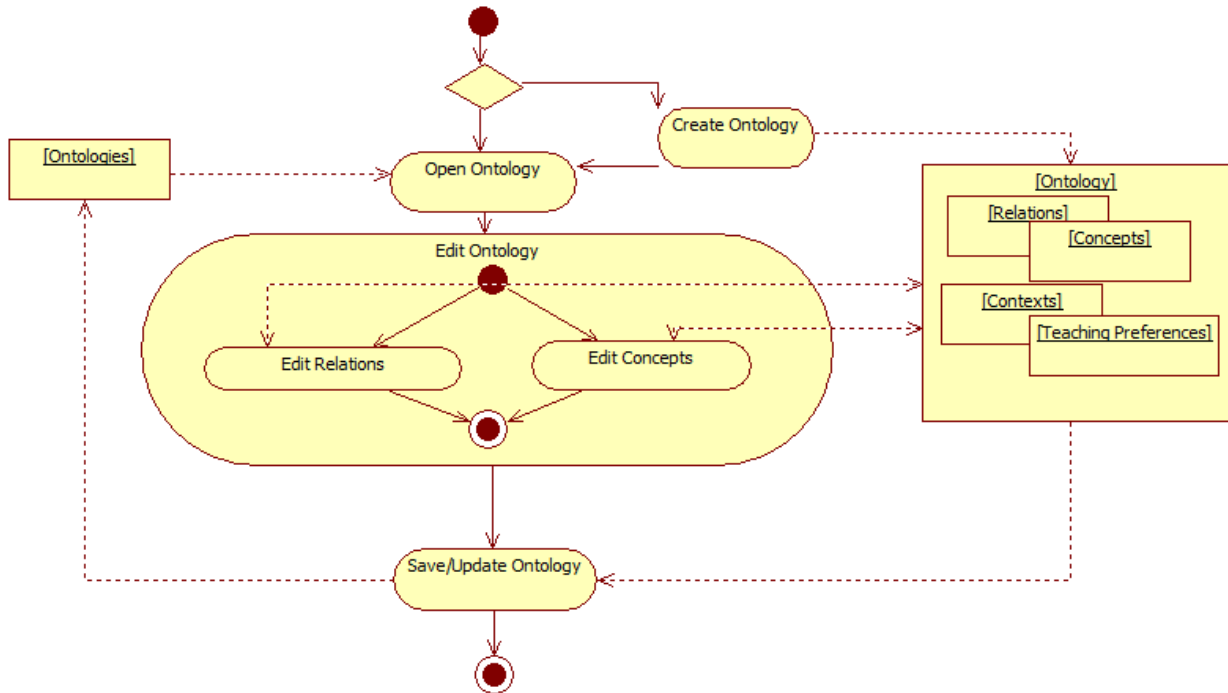 Create Ontology
[Ontologies]
Open Ontology
[Ontology]
[Relations]
[Concepts]
Edit Ontology
[Contexts]
[Teaching Preferences]
Edit Relations
Edit Concepts
Save/Update Ontology